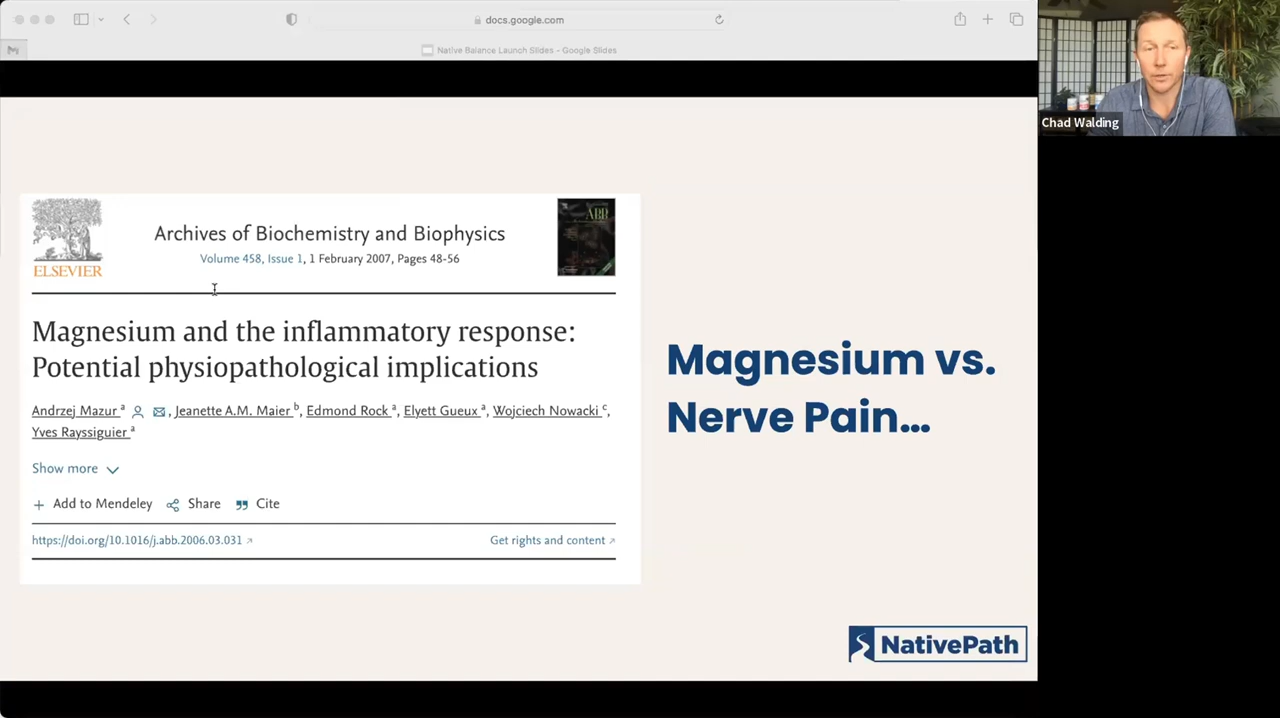 docs.google.com
Native Balance Launch Slides - Google Slides
Chad Walding
ELSEVIER
Archives of Biochemistry and Biophysics
Volume 458, Issue 1, 1 February 2007, Pages 48-56
ABB
Magnesium and the inflammatory response:
Potential physiopathological implications
Andrzej Mazur a, Jeanette A.M. Maier b, Edmond Rock a, Elyett Gueux a, Wojciech Nowacki c,
Yves Rayssiguier a
Show more
Add to Mendeley Share Cite
https://doi.org/10.1016/j.abb.2006.03.031
Get rights and content
Magnesium vs.
Nerve Pain...
NativePath